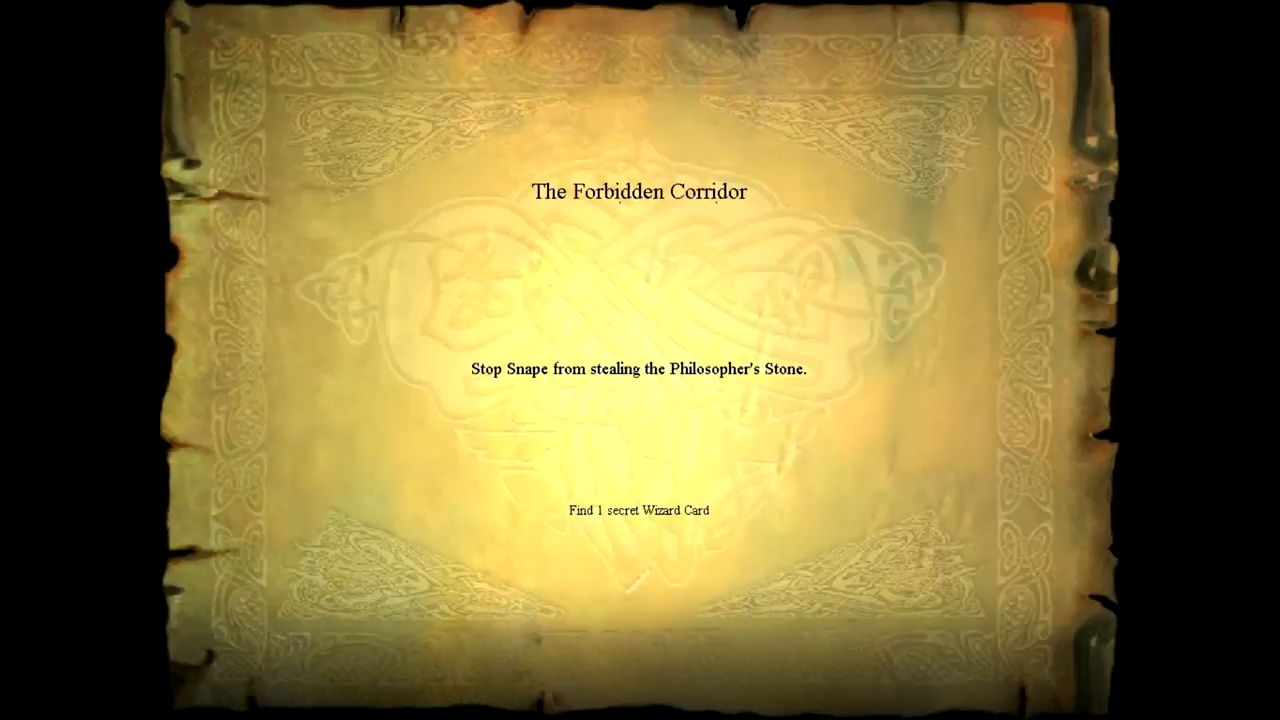 The Forbidden Corridor
Stop Snape from stealing the Philosopher's Stone.
Find 1 secret Wizard Card